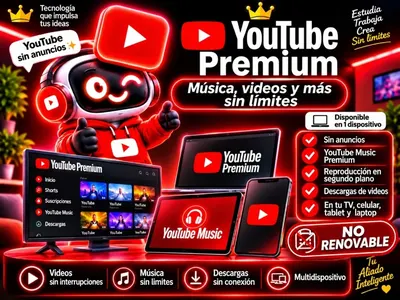 Tecnología
que impulsa
tus ideas
YouTube
sin anuncios
YouTube
Premium
Música, videos y más
sin límites
Estudia
Trabaja
Crea
Sin límites
Disponible
en 1 dispositivo
Sin anuncios
YouTube Music
Premium
Reproducción en
segundo plano
Descargas de videos
En tu TV, celular,
tablet y laptop
NO
RENOVABLE
YouTube Premium
Inicio
Shorts
Suscripciones
YouTube Music
Descargas
YouTube
Premium
YouTube Music
Videos
sin interrupciones
Música
sin límites
Descargas
sin conexión
Multidispositivo
Tu
Aliado
Inteligente